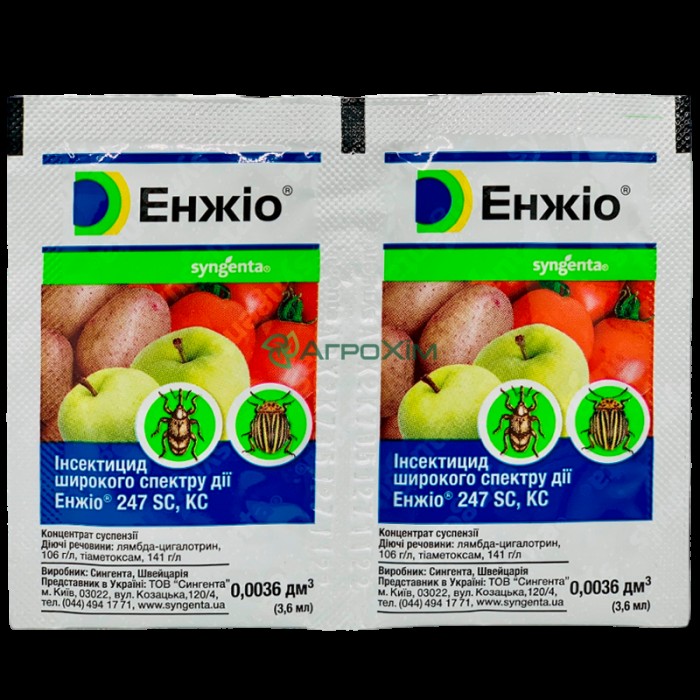 Енжіо®
syngenta®
Інсектицид
широкого спектру дії
Енжіо® 247 SC, КС
Концентрат суспензії
Діючі речовини: лямбда-цигалотрин,
106 г/л, тіаметоксам, 141 г/л
Виробник: Сингента, Швейцарія
Представник в Україні: ТОВ "Сингента"
м. Київ, 03022, вул. Козацька,120/4,
тел. (044) 494 17 71, www.syngenta.ua
0,0036 дм³
(3,6 мл)
Енжіо®
syngenta®
Інсектицид
широкого спектру дії
Енжіо® 247 SC, КС
Концентрат суспензії
Діючі речовини: лямбда-цигалотрин,
106 г/л, тіаметоксам, 141 г/л
Виробник: Сингента, Швейцарія
Представник в Україні: ТОВ "Сингента"
м. Київ, 03022, вул. Козацька,120/4,
тел. (044) 494 17 71, www.syngenta.ua
0,0036 дм³
(3,6 мл)
АгроХім